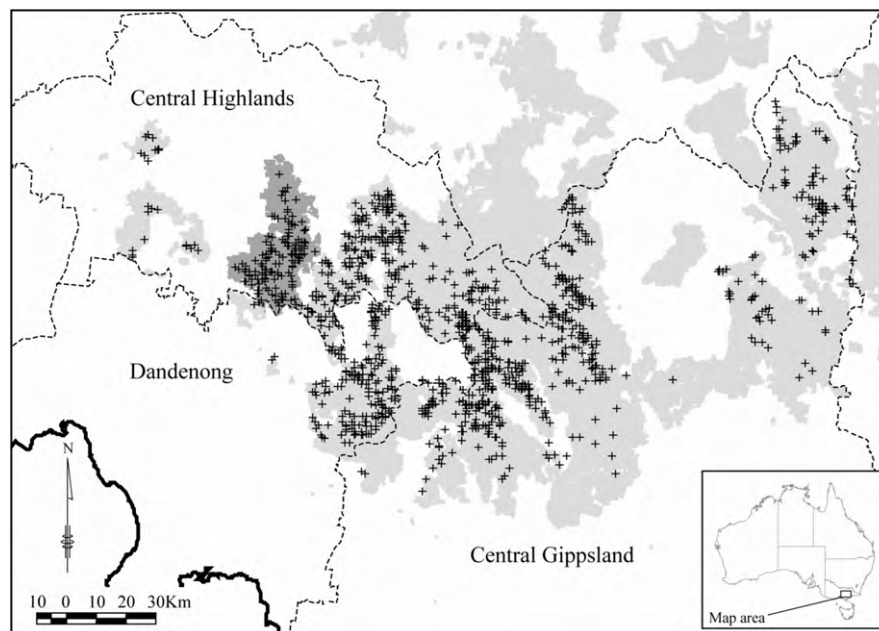 Central Highlands
Dandenong
N
Central Gippsland
10 0 10 20 30Km
Map area